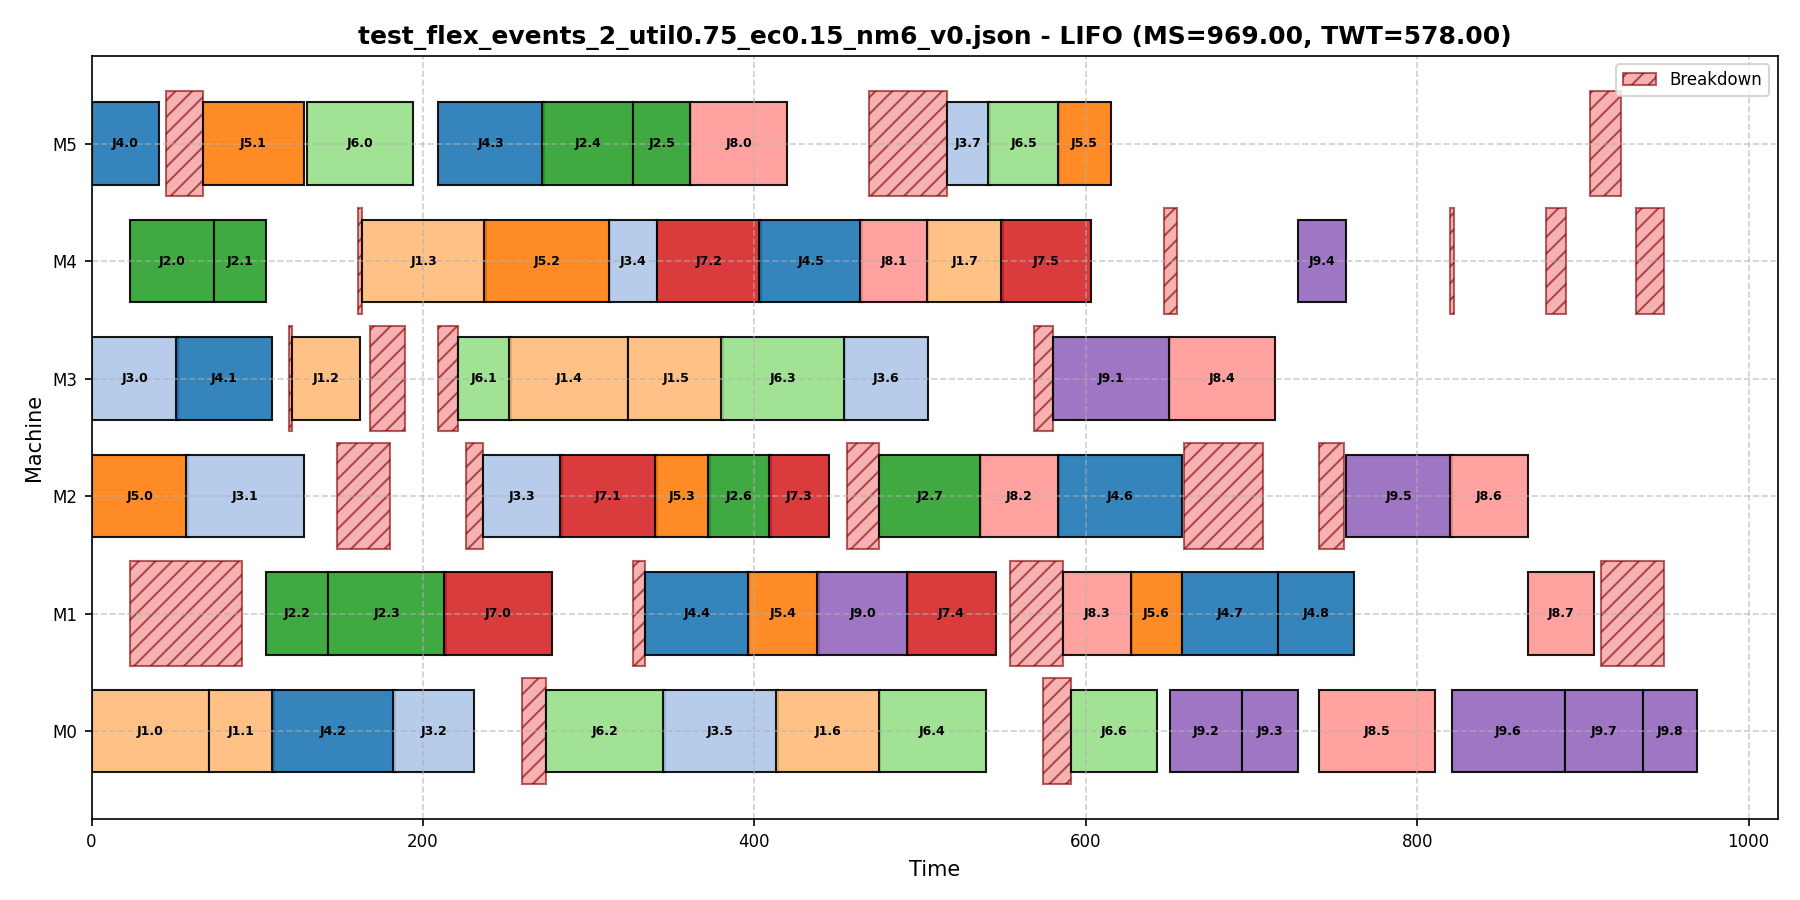 test_flex_events_2_util0.75_ec0.15_nm6_v0.json - LIFO (MS=969.00, TWT=578.00)
Breakdown
M5
J4.0 J5.1 J6.0 J4.3 J2.4 J2.5 J8.0 J3.7 J6.5 J5.5
M4
J2.0 J2.1 J1.3 J5.2 J3.4 J7.2 J4.5 J8.1 J1.7 J7.5 J9.4
M3
J3.0 J4.1 J1.2 J6.1 J1.4 J1.5 J6.3 J3.6 J9.1 J8.4
M2
J5.0 J3.1 J3.3 J7.1 J5.3 J2.6 J7.3 J2.7 J8.2 J4.6 J9.5 J8.6
M1
J2.2 J2.3 J7.0 J4.4 J5.4 J9.0 J7.4 J8.3 J5.6 J4.7 J4.8 J8.7
M0
J1.0 J1.1 J4.2 J3.2 J6.2 J3.5 J1.6 J6.4 J6.6 J9.2 J9.3 J8.5 J9.6 J9.7 J9.8
Machine
0 200 400 600 800 1000
Time